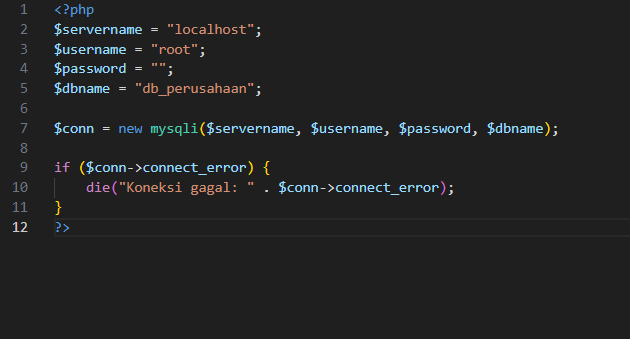 1 <?php
2 $servername = "localhost";
3 $username = "root";
4 $password = "";
5 $dbname = "db_perusahaan";
6
7 $conn = new mysqli($servername, $username, $password, $dbname);
8
9 if ($conn->connect_error) {
10     die("Koneksi gagal: " . $conn->connect_error);
11 }
12 ?>